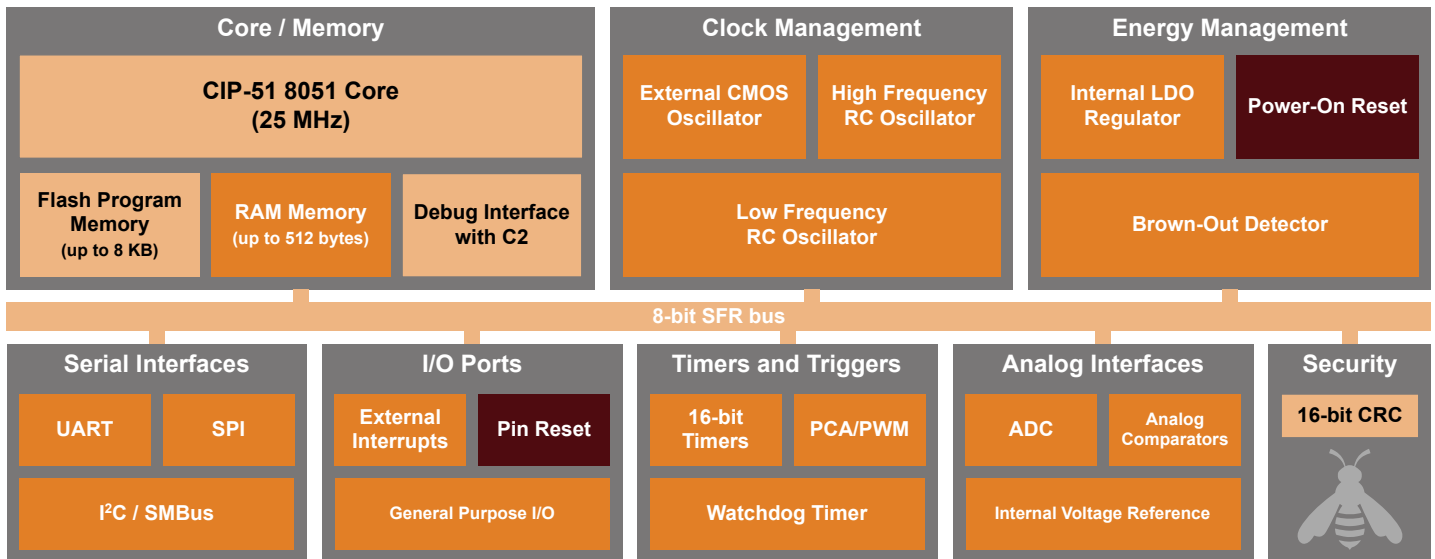 Core / Memory
CIP-51 8051 Core
(25 MHz)
Flash Program
Memory
(up to 8 KB)
RAM Memory
(up to 512 bytes)
Debug Interface
with C2
Clock Management
External CMOS
Oscillator
High Frequency
RC Oscillator
Low Frequency
RC Oscillator
Energy Management
Internal LDO
Regulator
Power-On Reset
Brown-Out Detector
8-bit SFR bus
Serial Interfaces
UART
SPI
I²C / SMBus
I/O Ports
External
Interrupts
Pin Reset
General Purpose I/O
Timers and Triggers
16-bit
Timers
PCA/PWM
Watchdog Timer
Analog Interfaces
ADC
Analog
Comparators
Internal Voltage Reference
Security
16-bit CRC